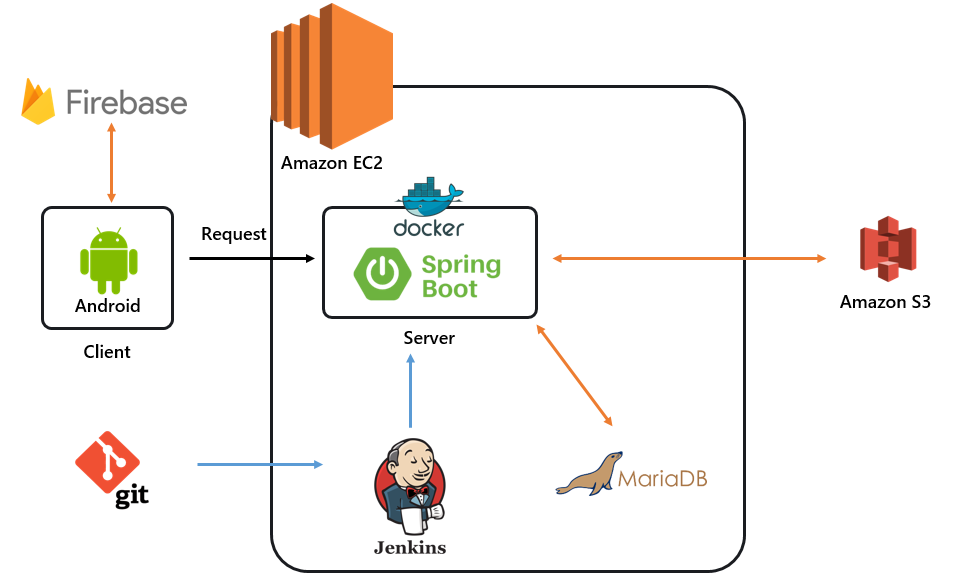 Firebase
Amazon EC2
docker
Request
Spring
Boot
Android
Amazon S3
Server
Client
git
MariaDB
Jenkins